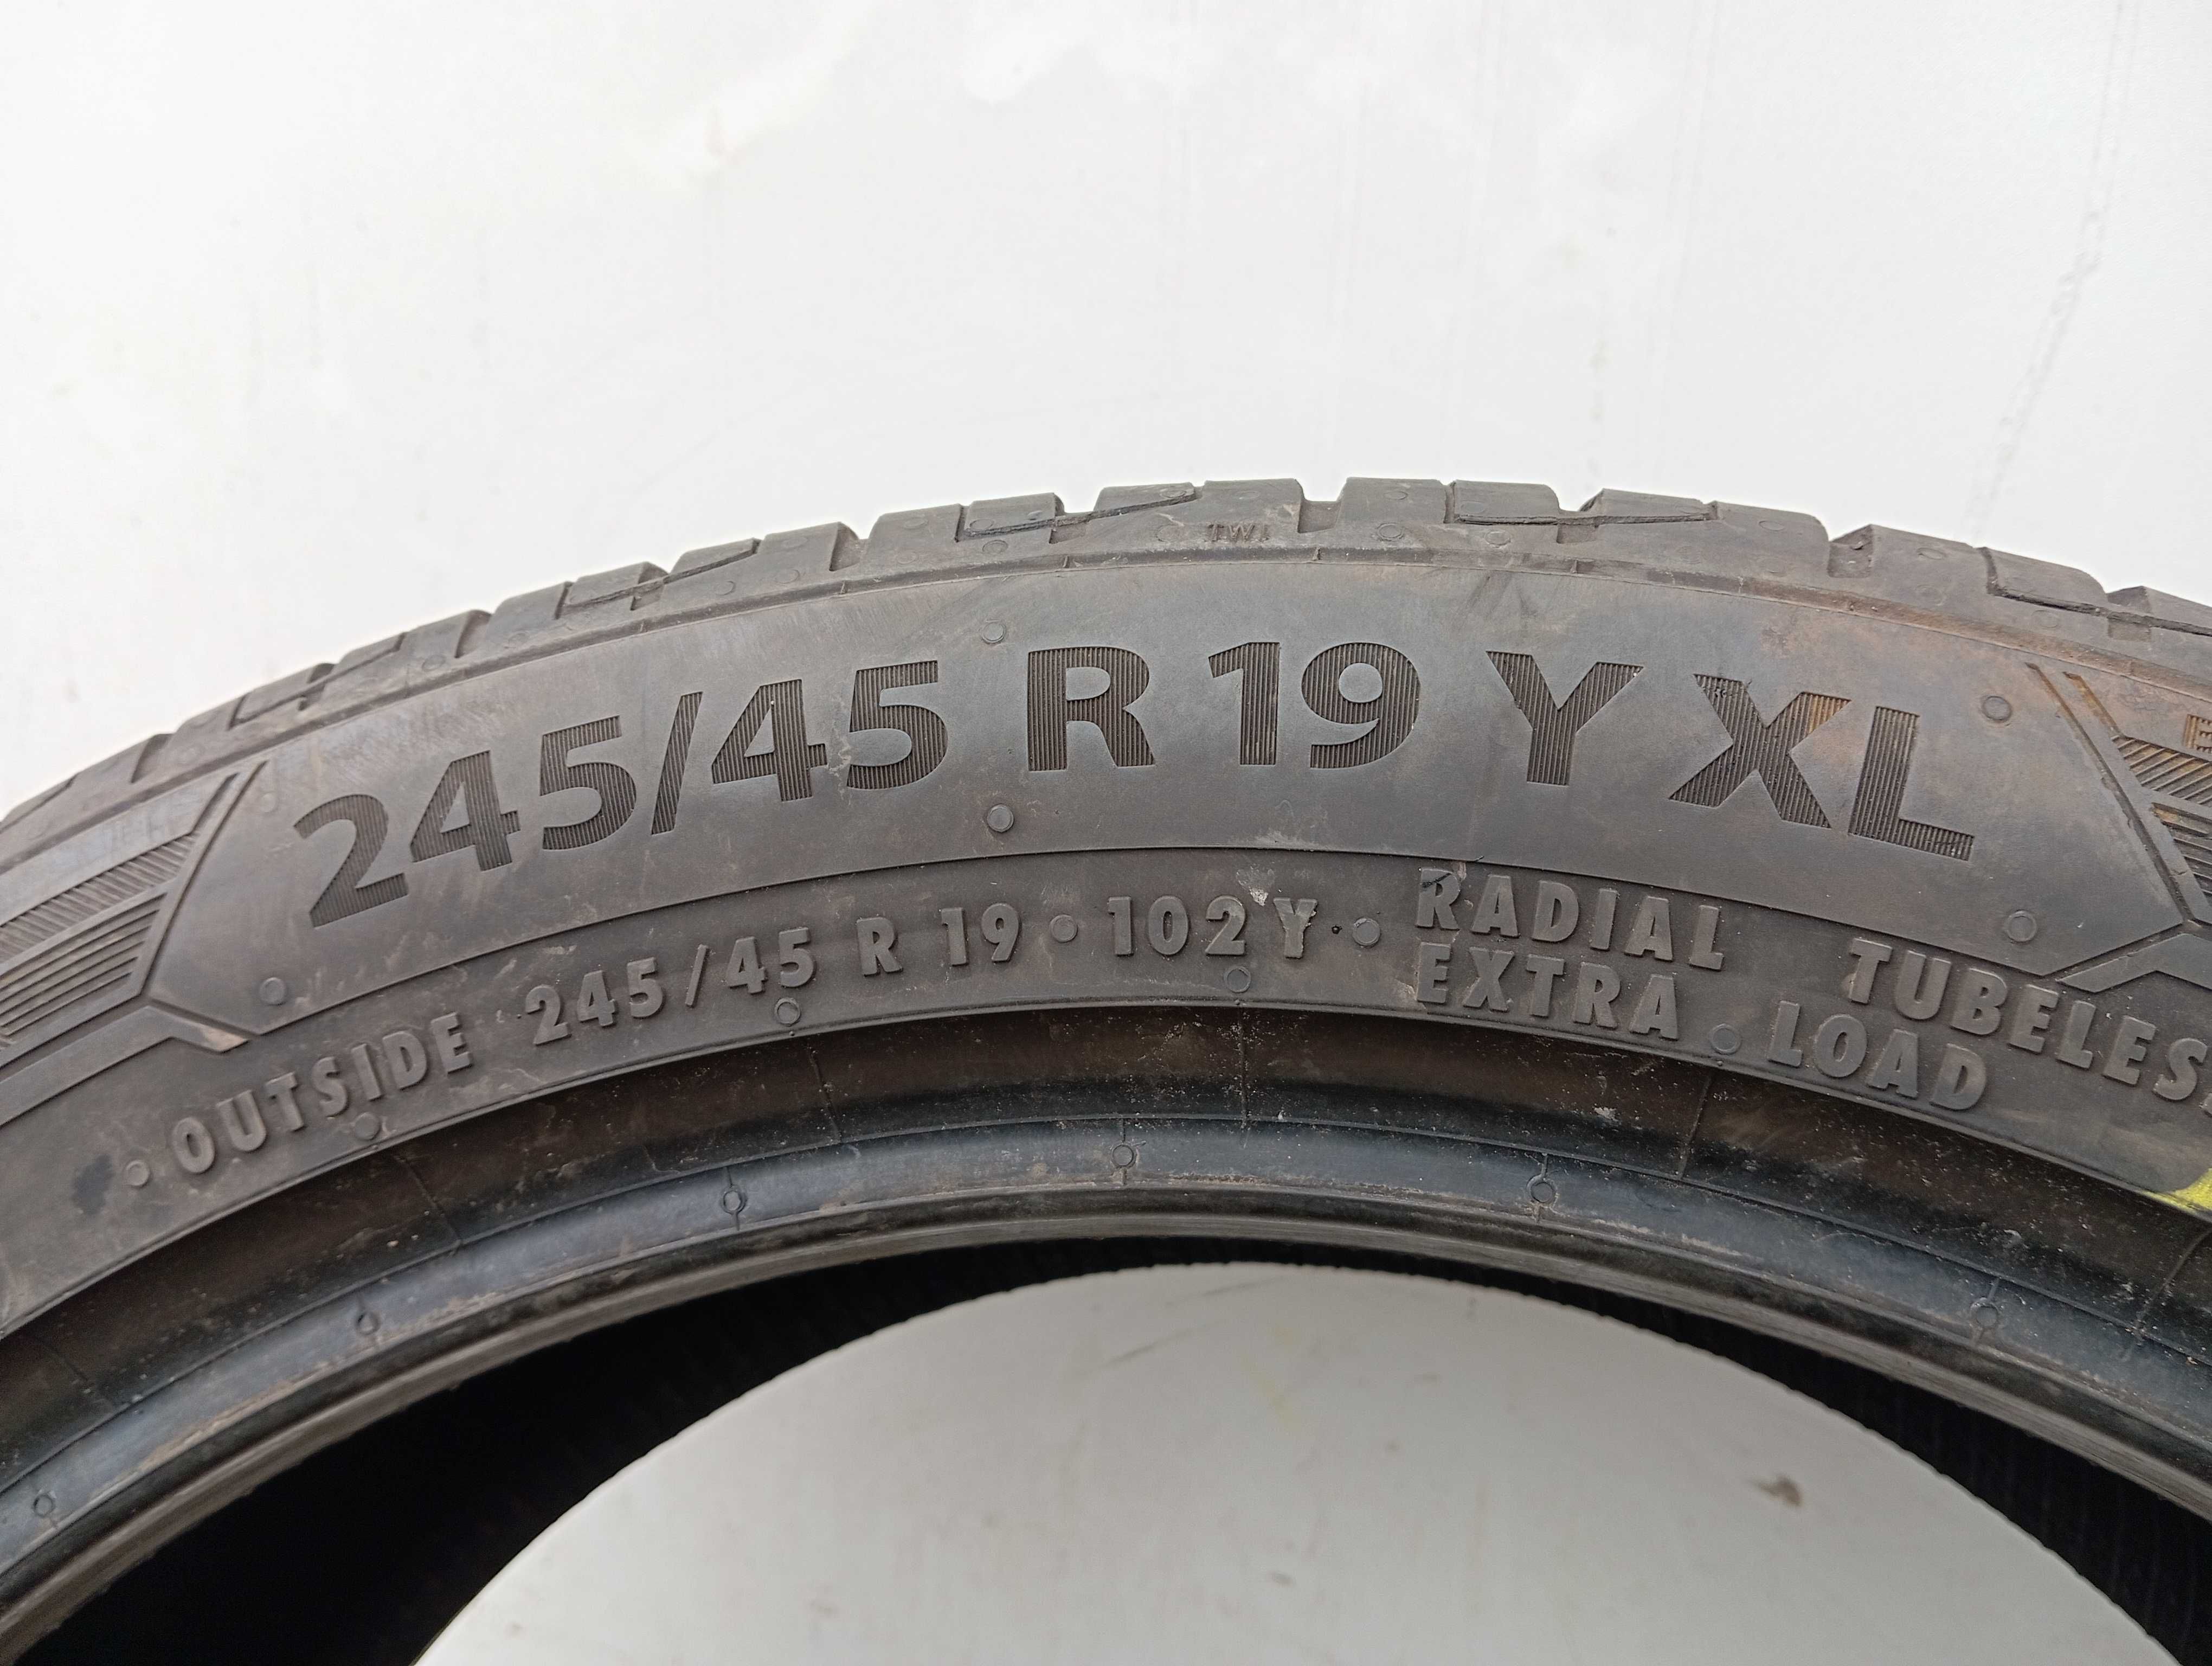 TWI
245/45 R 19 Y XL
OUTSIDE 245/45 R 19 • 102 Y • RADIAL TUBELES
EXTRA LOAD